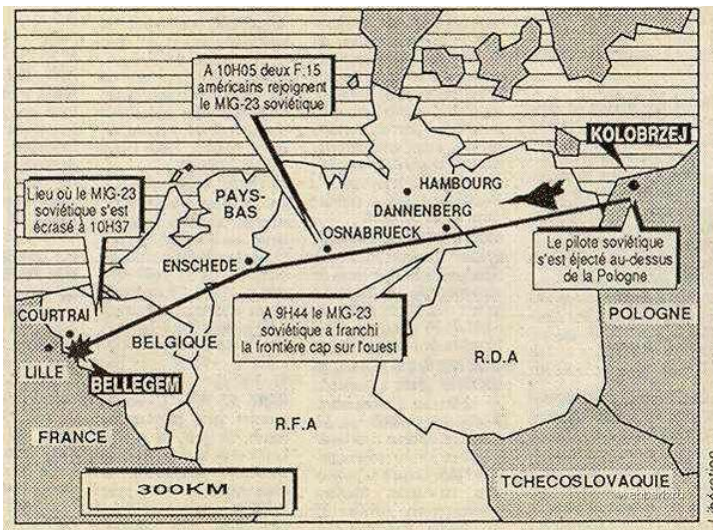 A 10H05 deux F.15
américains rejoignent
le MIG-23 soviétique
KOLOBRZEJ
HAMBOURG
Lieu où le MIG-23
soviétique s'est
écrasé à 10H37
PAYS-
BAS
DANNENBERG
OSNABRUECK
Le pilote soviétique
s'est éjecté au-dessus
de la Pologne
ENSCHEDE
A 9H44 le MIG-23
soviétique a franchi
la frontiére cap sur l'ouest
COURTRAI
POLOGNE
BELGIQUE
R.D.A
LILLE
BELLEGEM
R.F.A
FRANCE
TCHECOSLOVAQUIE
300KM